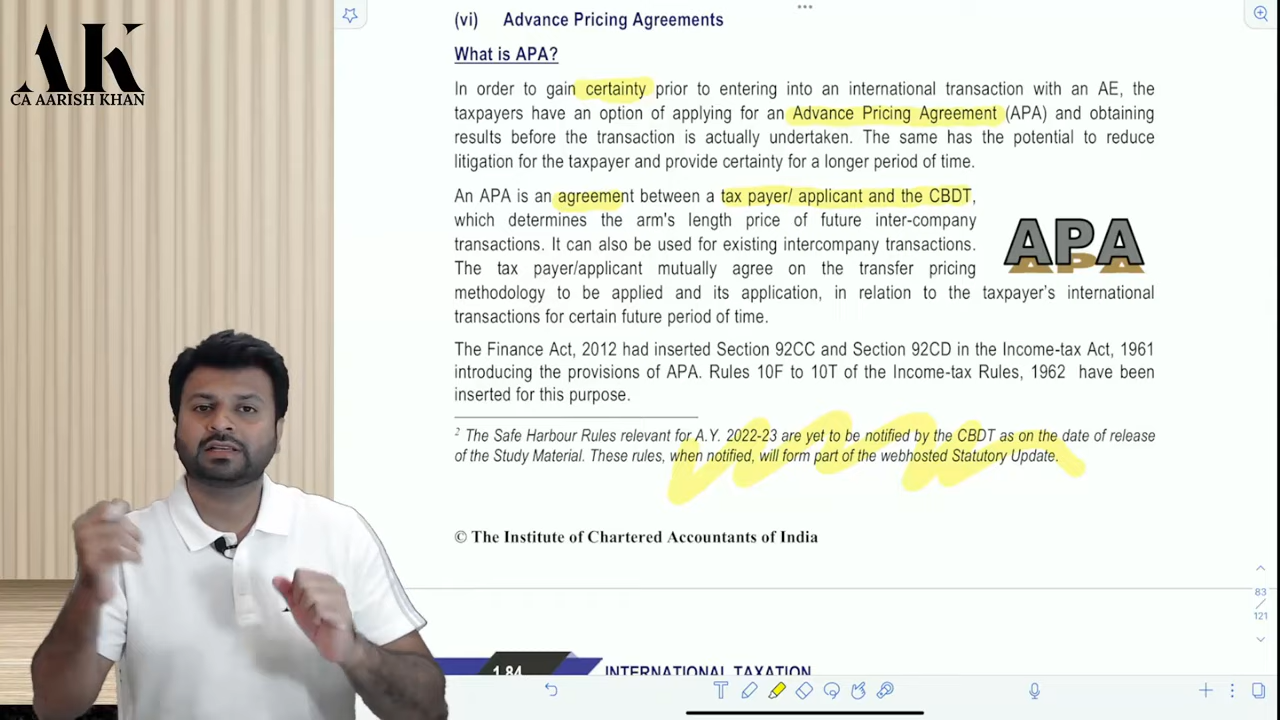 AK
CA AARISH KHAN
(vi) Advance Pricing Agreements
What is APA?
In order to gain certainty prior to entering into an international transaction with an AE, the
taxpayers have an option of applying for an Advance Pricing Agreement (APA) and obtaining
results before the transaction is actually undertaken. The same has the potential to reduce
litigation for the taxpayer and provide certainty for a longer period of time.
An APA is an agreement between a tax payer/ applicant and the CBDT,
which determines the arm's length price of future inter-company
transactions. It can also be used for existing intercompany transactions.
The tax payer/applicant mutually agree on the transfer pricing
methodology to be applied and its application, in relation to the taxpayer's international
transactions for certain future period of time.
APA
The Finance Act, 2012 had inserted Section 92CC and Section 92CD in the Income-tax Act, 1961
introducing the provisions of APA. Rules 10F to 10T of the Income-tax Rules, 1962 have been
inserted for this purpose.
2 The Safe Harbour Rules relevant for A.Y. 2022-23 are yet to be notified by the CBDT as on the date of release
of the Study Material. These rules, when notified, will form part of the webhosted Statutory Update.
© The Institute of Chartered Accountants of India
83
/
121
1.84 INTERNATIONAL TAXATION
T